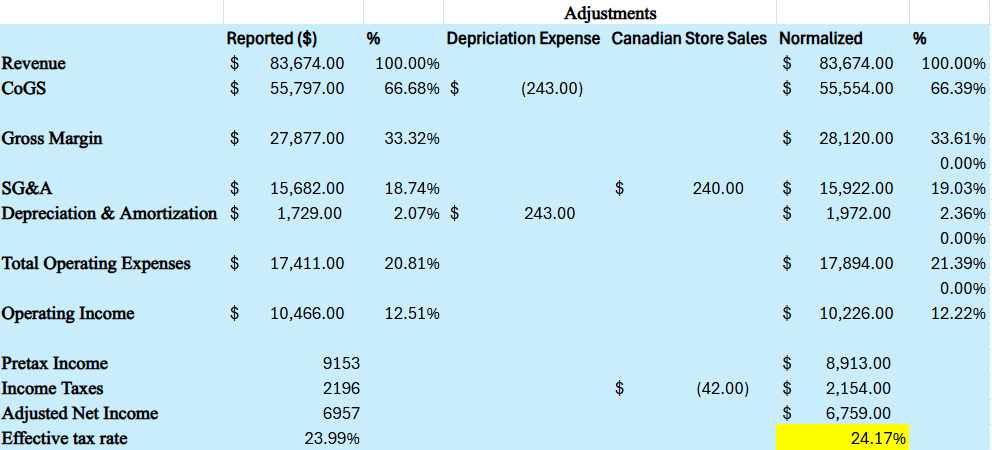 Adjustments
Reported ($) % Depriciation Expense Canadian Store Sales Normalized %
Revenue $ 83,674.00 100.00% $ 83,674.00 100.00%
CoGS $ 55,797.00 66.68% $ (243.00) $ 55,554.00 66.39%
Gross Margin $ 27,877.00 33.32% $ 28,120.00 33.61%
0.00%
SG&A $ 15,682.00 18.74% $ 240.00 $ 15,922.00 19.03%
Depreciation & Amortization $ 1,729.00 2.07% $ 243.00 $ 1,972.00 2.36%
0.00%
Total Operating Expenses $ 17,411.00 20.81% $ 17,894.00 21.39%
0.00%
Operating Income $ 10,466.00 12.51% $ 10,226.00 12.22%
Pretax Income 9153 $ 8,913.00
Income Taxes 2196 $ (42.00) $ 2,154.00
Adjusted Net Income 6957 $ 6,759.00
Effective tax rate 23.99% 24.17%